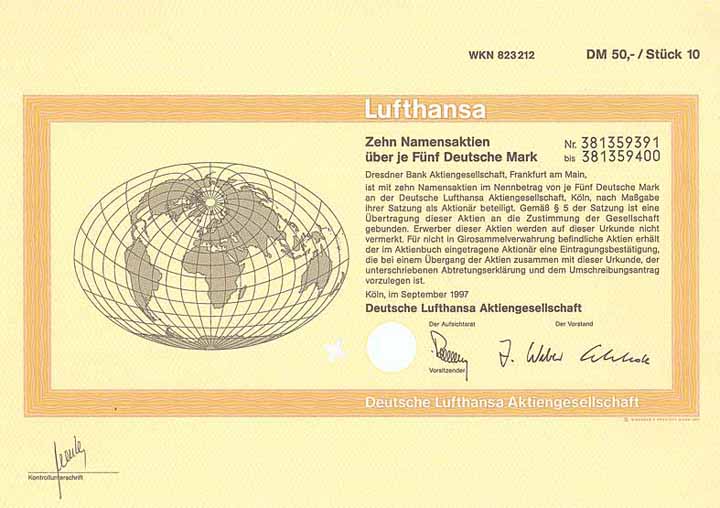 WKN 823212 DM 50,- / Stück 10
Lufthansa
Zehn Namensaktien
über je Fünf Deutsche Mark
Nr. 381359391
bis 381359400
Dresdner Bank Aktiengesellschaft, Frankfurt am Main,
ist mit zehn Namensaktien im Nennbetrag von je Fünf Deutsche Mark
an der Deutsche Lufthansa Aktiengesellschaft, Köln, nach Maßgabe
ihrer Satzung als Aktionär beteiligt. Gemäß § 5 der Satzung ist eine
Übertragung dieser Aktien an die Zustimmung der Gesellschaft
gebunden. Erwerber dieser Aktien werden auf dieser Urkunde nicht
vermerkt. Für nicht in Girosammelverwahrung befindliche Aktien erhält
der im Aktienbuch eingetragene Aktionär eine Eintragungsbestätigung,
die bei einem Übergang der Aktien zusammen mit dieser Urkunde, der
unterschriebenen Abtretungserklärung und dem Umschreibungsantrag
vorzulegen ist.
Köln, im September 1997
Deutsche Lufthansa Aktiengesellschaft
Der Aufsichtsrat Der Vorstand
J. Weber
Vorsitzender
Deutsche Lufthansa Aktiengesellschaft
Kontrollunterschrift